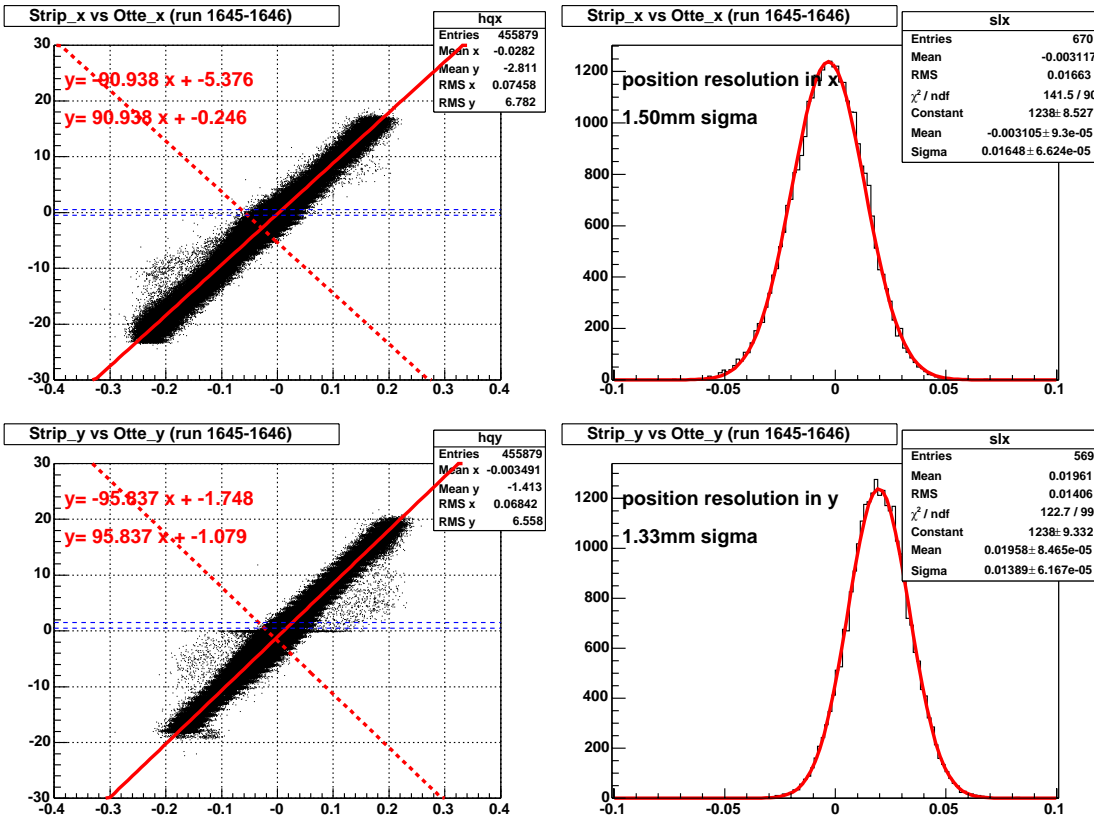 Strip_x vs Otte_x (run 1645-1646)
hqx
Entries 455879
Mean x -0.0282
Mean y -2.811
RMS x 0.07458
RMS y 6.782
y= -90.938 x + -5.376
y= 90.938 x + -0.246
30
20
10
0
-10
-20
-30
-0.4 -0.3 -0.2 -0.1 -0 0.1 0.2 0.3 0.4
Strip_x vs Otte_x (run 1645-1646)
slx
Entries 670
Mean -0.003117
RMS 0.01663
χ² / ndf 141.5 / 90
Constant 1238± 8.527
Mean -0.003105± 9.3e-05
Sigma 0.01648± 6.624e-05
position resolution in x
1.50mm sigma
1200
1000
800
600
400
200
0
-0.1 -0.05 0 0.05 0.1
Strip_y vs Otte_y (run 1645-1646)
hqy
Entries 455879
Mean x -0.003491
Mean y -1.413
RMS x 0.06842
RMS y 6.558
y= -95.837 x + -1.748
y= 95.837 x + -1.079
30
20
10
0
-10
-20
-30
-0.4 -0.3 -0.2 -0.1 -0 0.1 0.2 0.3 0.4
Strip_y vs Otte_y (run 1645-1646)
slx
Entries 569
Mean 0.01961
RMS 0.01406
χ² / ndf 122.7 / 99
Constant 1238± 9.332
Mean 0.01958± 8.465e-05
Sigma 0.01389± 6.167e-05
position resolution in y
1.33mm sigma
1200
1000
800
600
400
200
0
-0.1 -0.05 0 0.05 0.1